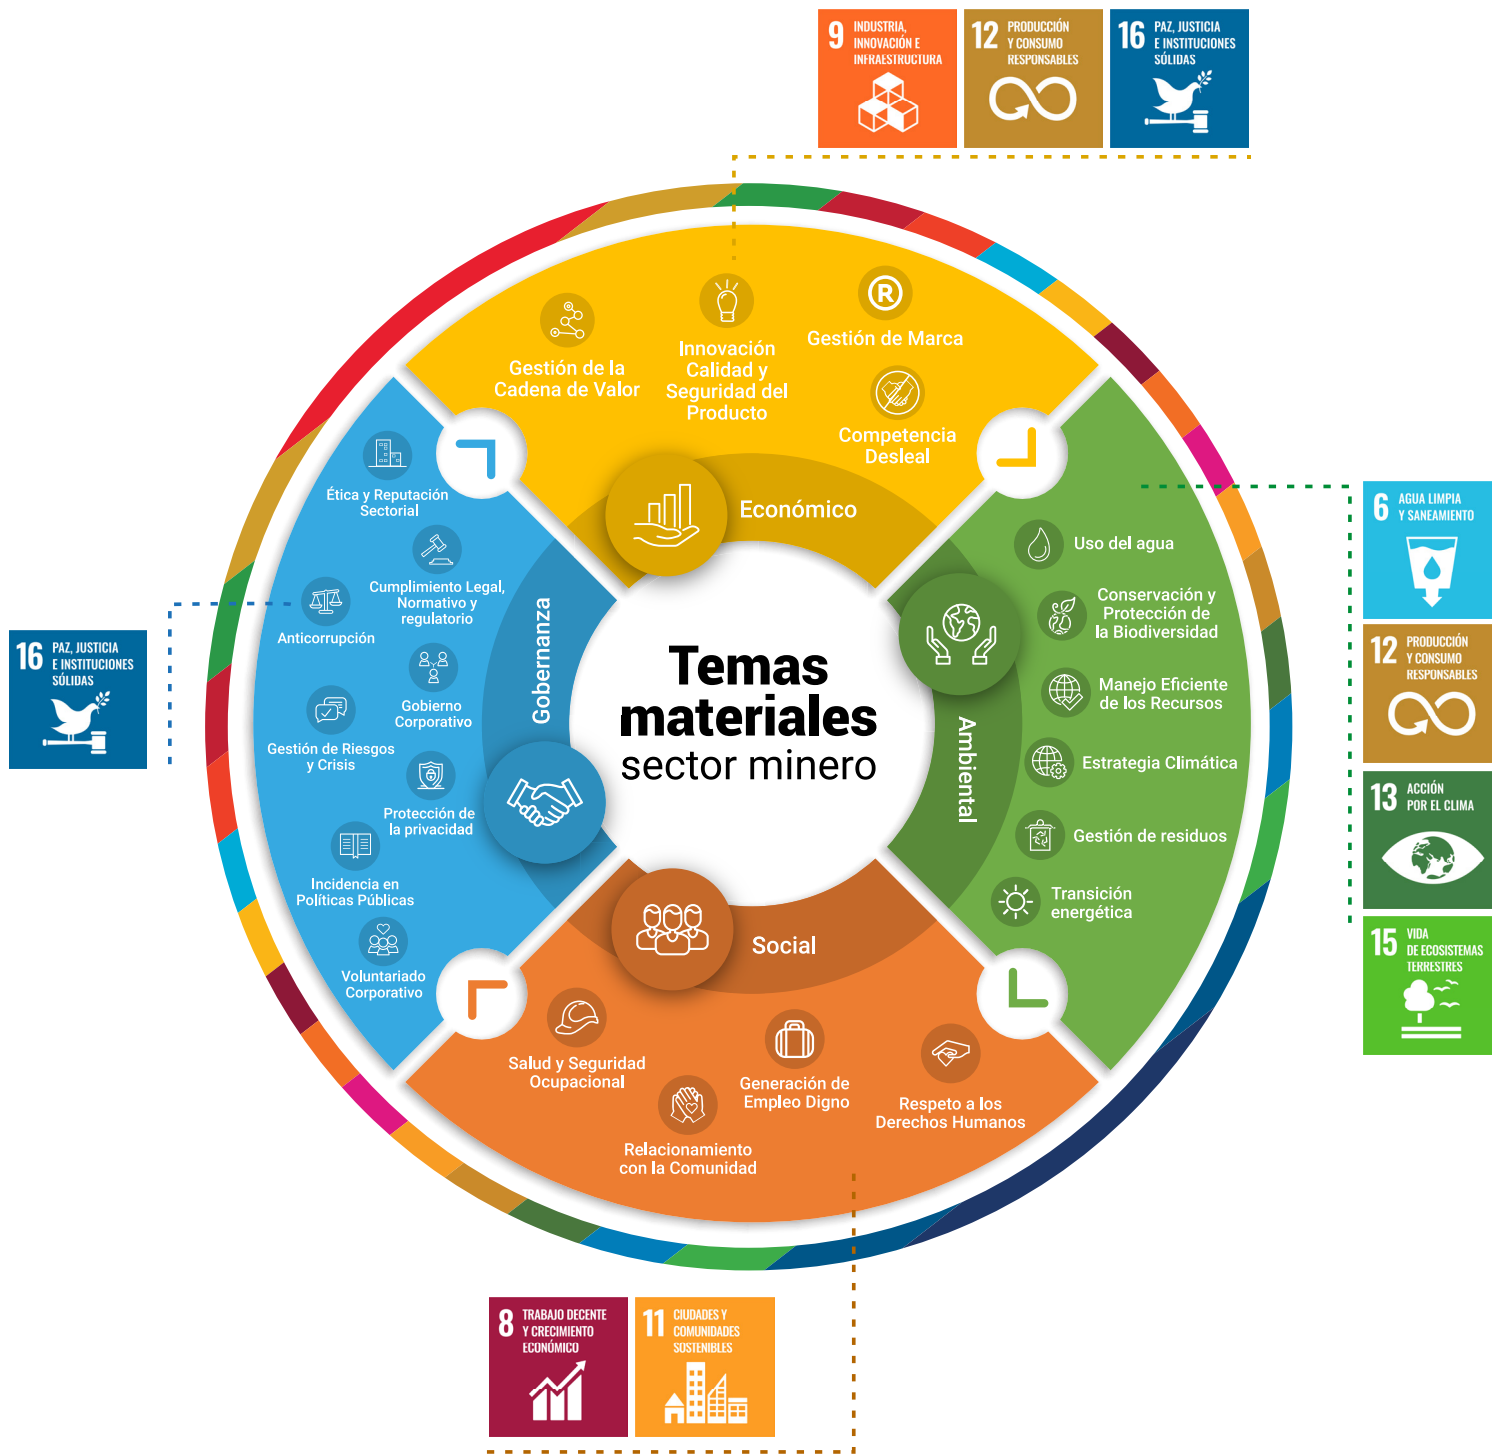 9 INDUSTRIA,
INNOVACIÓN E
INFRAESTRUCTURA
12 PRODUCCIÓN
Y CONSUMO
RESPONSABLES
16 PAZ, JUSTICIA
E INSTITUCIONES
SÓLIDAS
Gestión de la
Cadena de Valor
Innovación
Calidad y
Seguridad del
Producto
®
Gestión de Marca
Competencia
Desleal
Económico
Uso del agua
Conservación y
Protección de
la Biodiversidad
Manejo Eficiente
de los Recursos
Estrategia Climática
Gestión de residuos
Transición
energética
Ambiental
6 AGUA LIMPIA
Y SANEAMIENTO
12 PRODUCCIÓN
Y CONSUMO
RESPONSABLES
13 ACCIÓN
POR EL CLIMA
15 VIDA
DE ECOSISTEMAS
TERRESTRES
Temas
materiales
sector minero
Ética y Reputación
Sectorial
Cumplimiento Legal,
Normativo y
regulatorio
Anticorrupción
Gobierno
Corporativo
Gestión de Riesgos
y Crisis
Protección de
la privacidad
Incidencia en
Políticas Públicas
Voluntariado
Corporativo
Gobernanza
16 PAZ, JUSTICIA
E INSTITUCIONES
SÓLIDAS
Social
Salud y Seguridad
Ocupacional
Relacionamiento
con la Comunidad
Generación de
Empleo Digno
Respeto a los
Derechos Humanos
8 TRABAJO DECENTE
Y CRECIMIENTO
ECONÓMICO
11 CIUDADES Y
COMUNIDADES
SOSTENIBLES